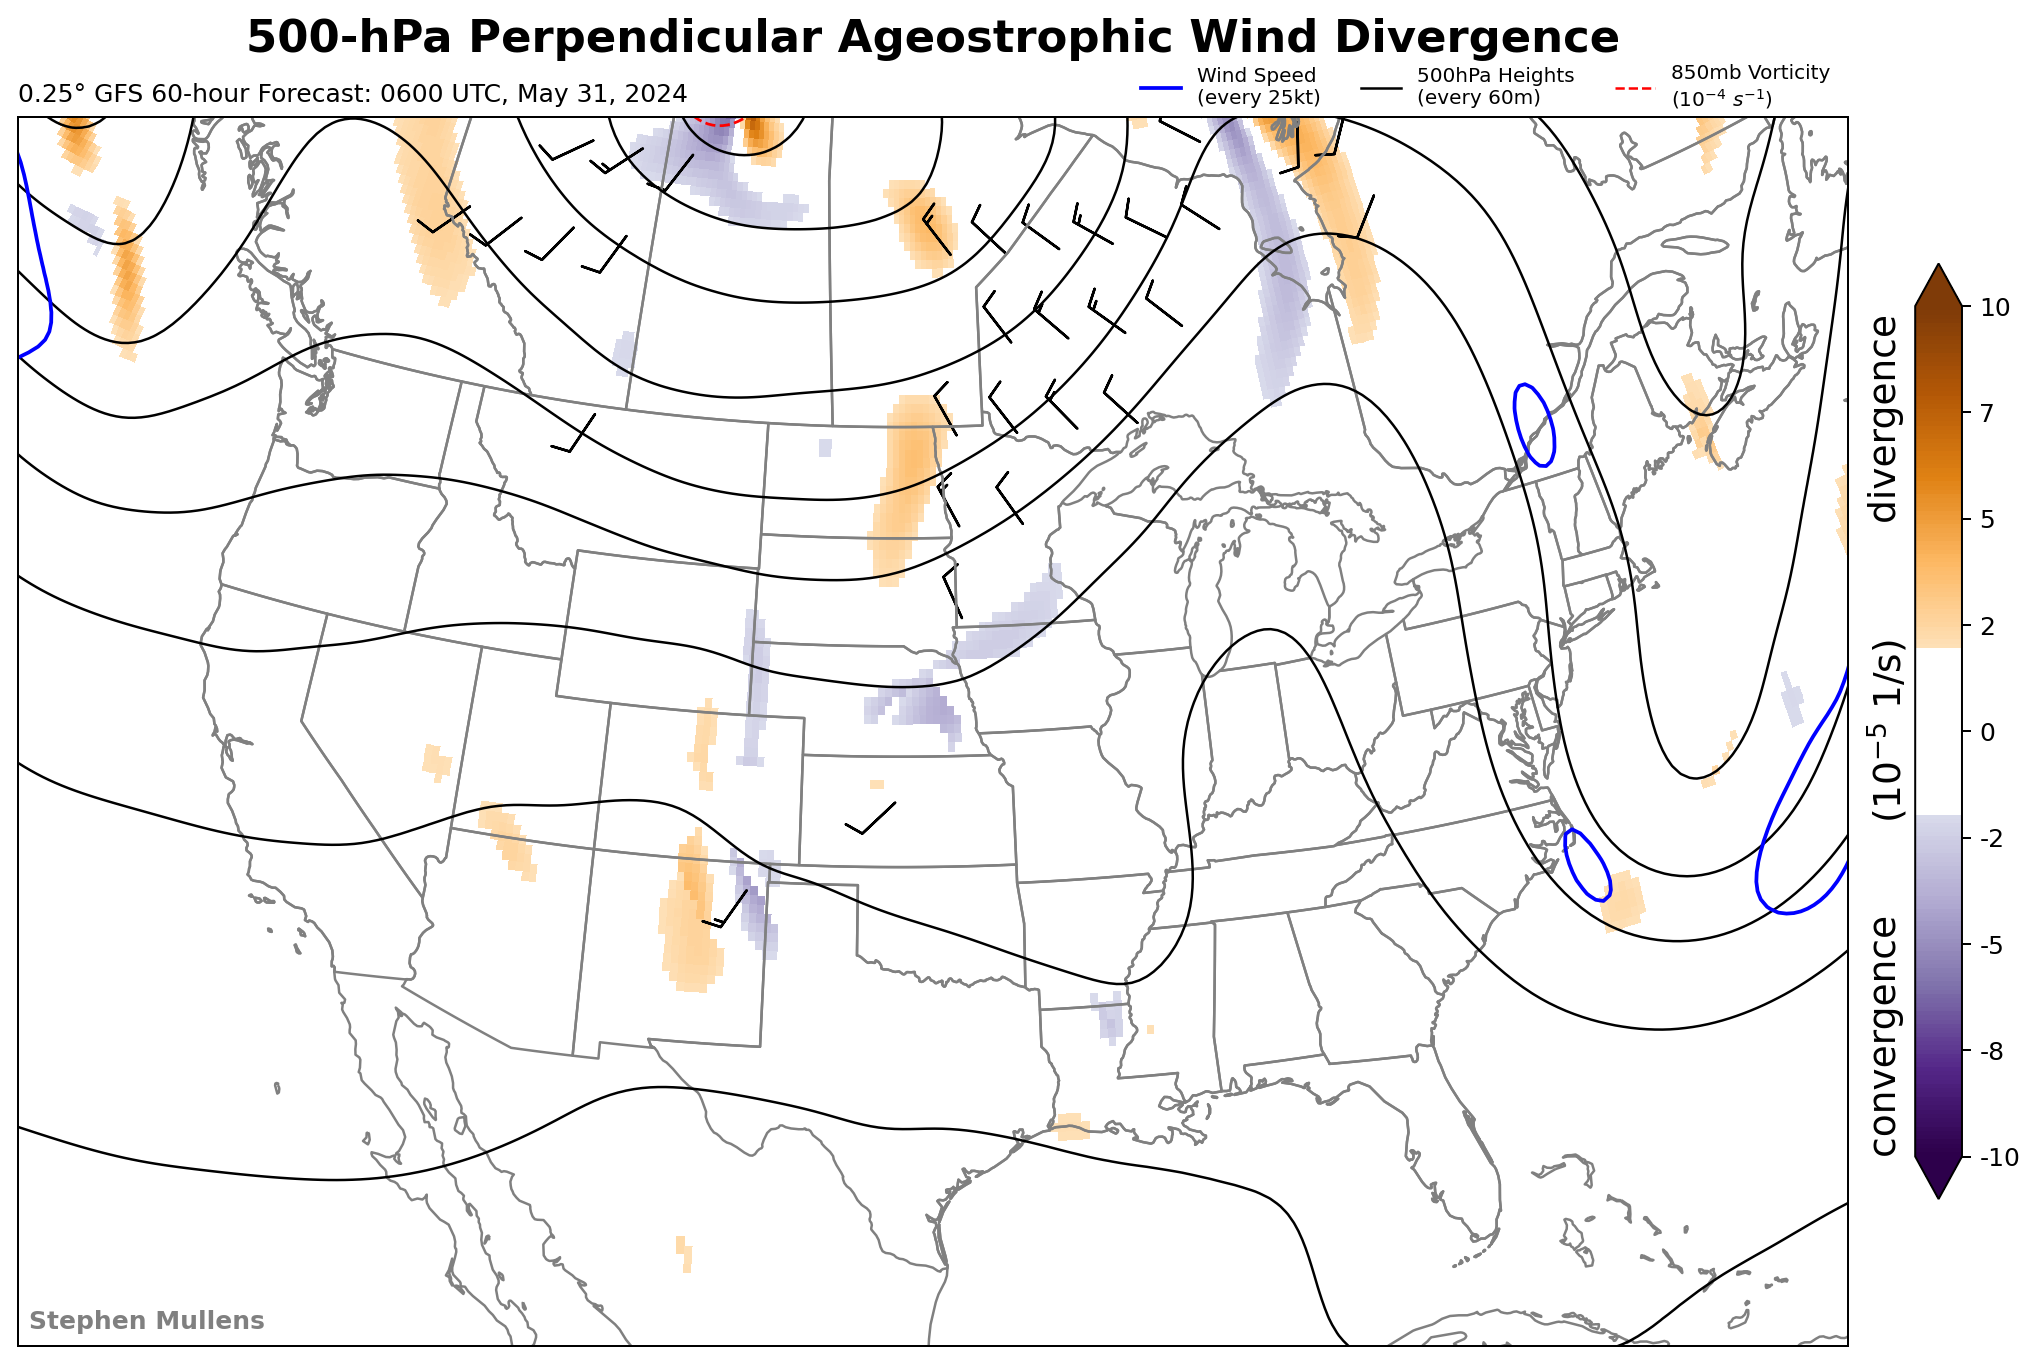 500-hPa Perpendicular Ageostrophic Wind Divergence
0.25° GFS 60-hour Forecast: 0600 UTC, May 31, 2024
Wind Speed
(every 25kt)
500hPa Heights
(every 60m)
850mb Vorticity
(10⁻⁴ s⁻¹)
10
7
5
2
0
-2
-5
-8
-10
convergence (10⁻⁵ 1/s) divergence
Stephen Mullens